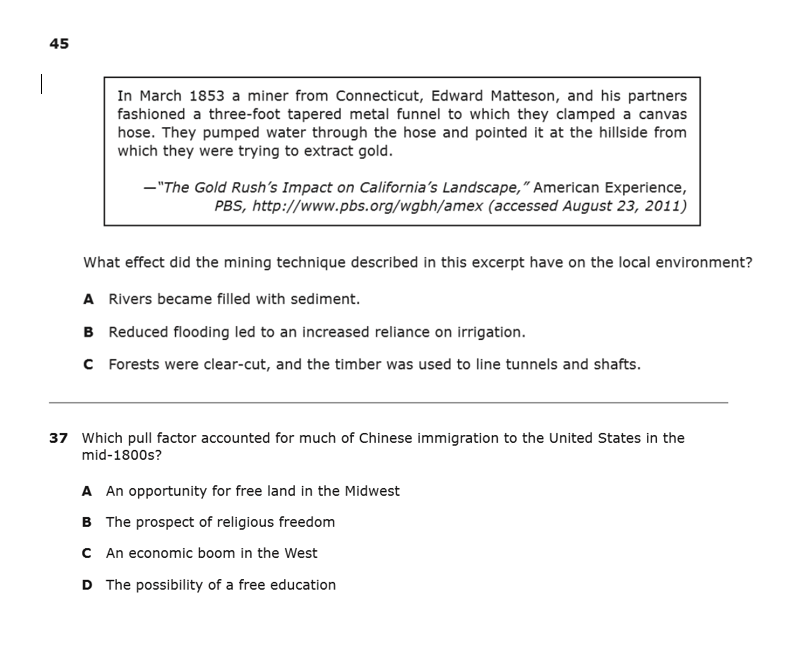 45
In March 1853 a miner from Connecticut, Edward Matteson, and his partners
fashioned a three-foot tapered metal funnel to which they clamped a canvas
hose. They pumped water through the hose and pointed it at the hillside from
which they were trying to extract gold.
—“The Gold Rush’s Impact on California’s Landscape,” American Experience,
PBS, http://www.pbs.org/wgbh/amex (accessed August 23, 2011)
What effect did the mining technique described in this excerpt have on the local environment?
A Rivers became filled with sediment.
B Reduced flooding led to an increased reliance on irrigation.
C Forests were clear-cut, and the timber was used to line tunnels and shafts.
37 Which pull factor accounted for much of Chinese immigration to the United States in the
mid-1800s?
A An opportunity for free land in the Midwest
B The prospect of religious freedom
C An economic boom in the West
D The possibility of a free education